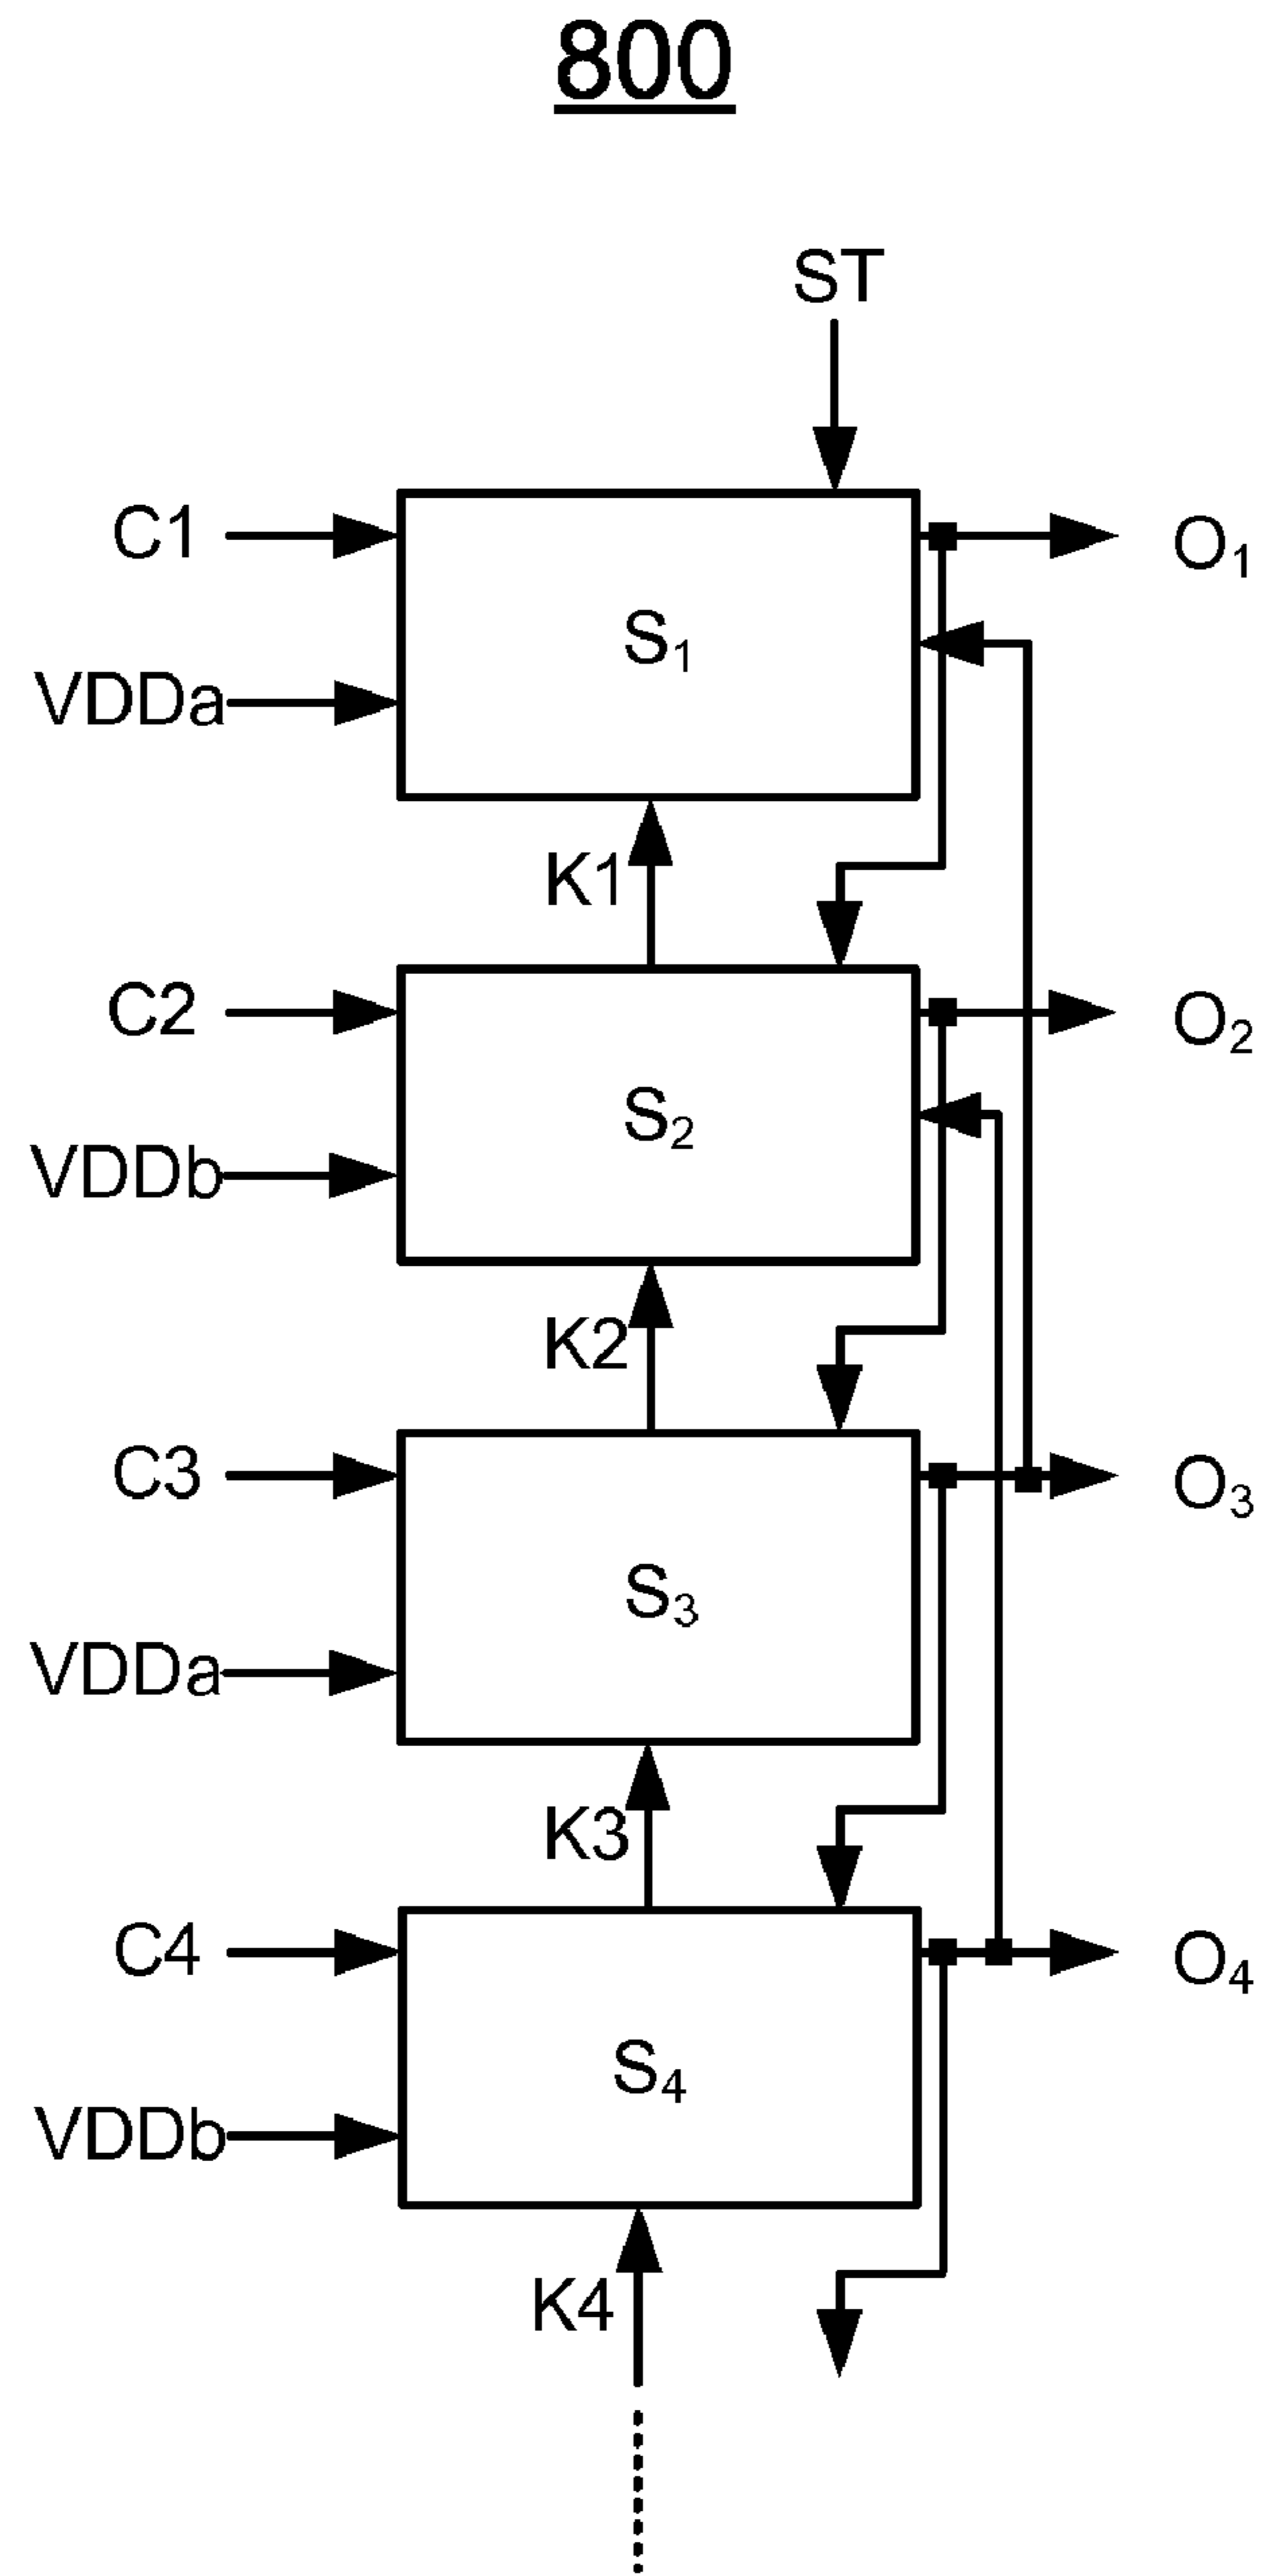 800
ST
C1
O₁
S₁
VDDa
K1
C2
O₂
S₂
VDDb
K2
C3
O₃
S₃
VDDa
K3
C4
O₄
S₄
VDDb
K4